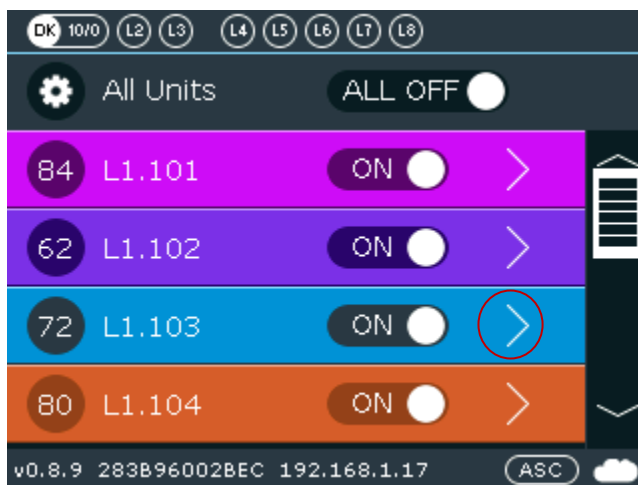 DK 10/0 L2 L3 L4 L5 L6 L7 L8
All Units ALL OFF
84 L1.101 ON
62 L1.102 ON
72 L1.103 ON
80 L1.104 ON
v0.8.9 283B96002BEC 192.168.1.17 ASC